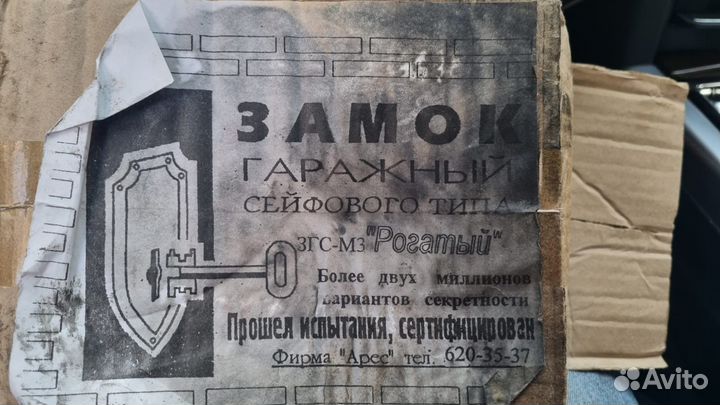 ЗАМОК
ГАРАЖНЫЙ
СЕЙФОВОГО ТИПА
ЗГС-М3 "Рогатый"
Более двух миллионов
вариантов секретности
Прошел испытания, сертифицирован
Фирма "Арес" тел. 620-35-37
Avito